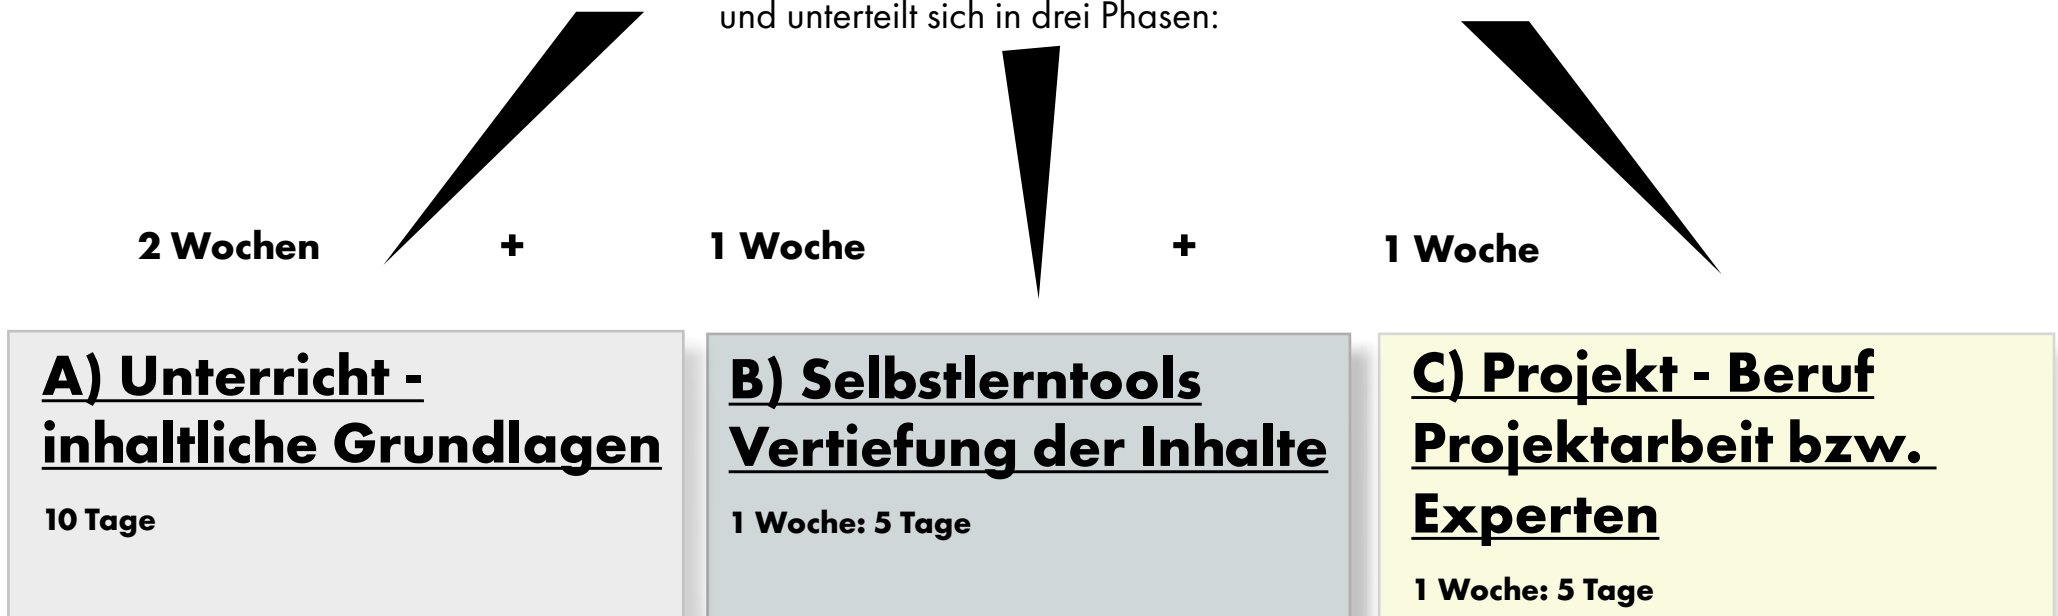 und unterteilt sich in drei Phasen:
2 Wochen + 1 Woche + 1 Woche
A) Unterricht -
inhaltliche Grundlagen
10 Tage
B) Selbstlerntools
Vertiefung der Inhalte
1 Woche: 5 Tage
C) Projekt - Beruf
Projektarbeit bzw.
Experten
1 Woche: 5 Tage